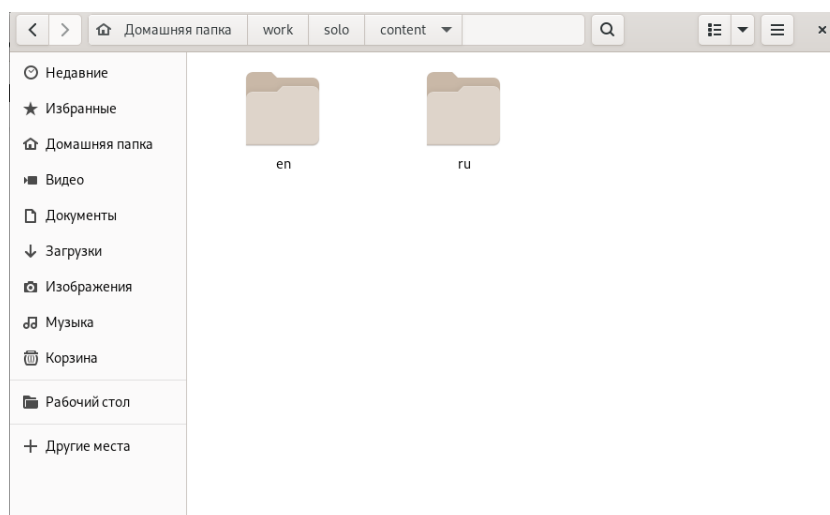 Домашняя папка work solo content
Недавние
Избранные
Домашняя папка
Видео
Документы
Загрузки
Изображения
Музыка
Корзина
Рабочий стол
Другие места
en
ru